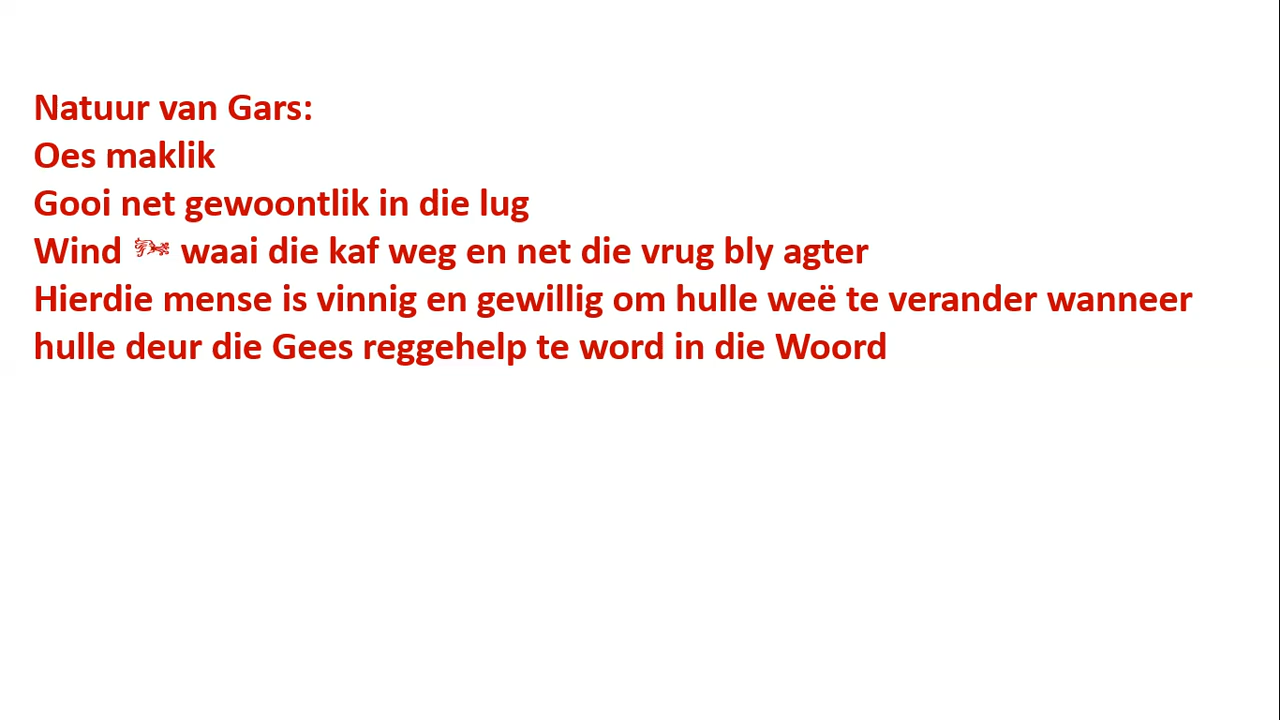 Natuur van Gars:
Oes maklik
Gooi net gewoontlik in die lug
Wind waai die kaf weg en net die vrug bly agter
Hierdie mense is vinnig en gewillig om hulle weë te verander wanneer
hulle deur die Gees reggehelp te word in die Woord